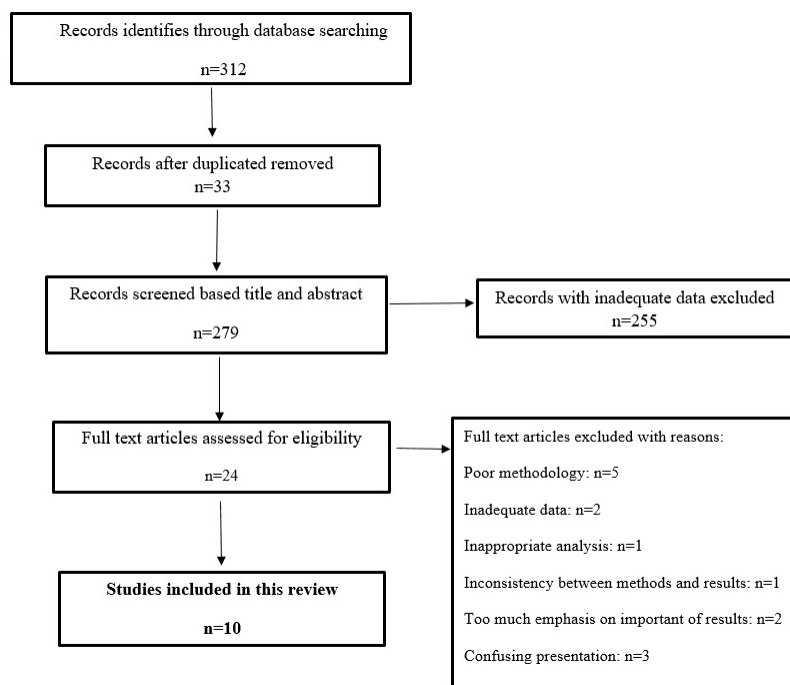 Records identifies through database searching
n=312
Records after duplicated removed
n=33
Records screened based title and abstract
n=279
Records with inadequate data excluded
n=255
Full text articles assessed for eligibility
n=24
Full text articles excluded with reasons:
Poor methodology: n=5
Inadequate data: n=2
Inappropriate analysis: n=1
Inconsistency between methods and results: n=1
Too much emphasis on important of results: n=2
Confusing presentation: n=3
Studies included in this review
n=10